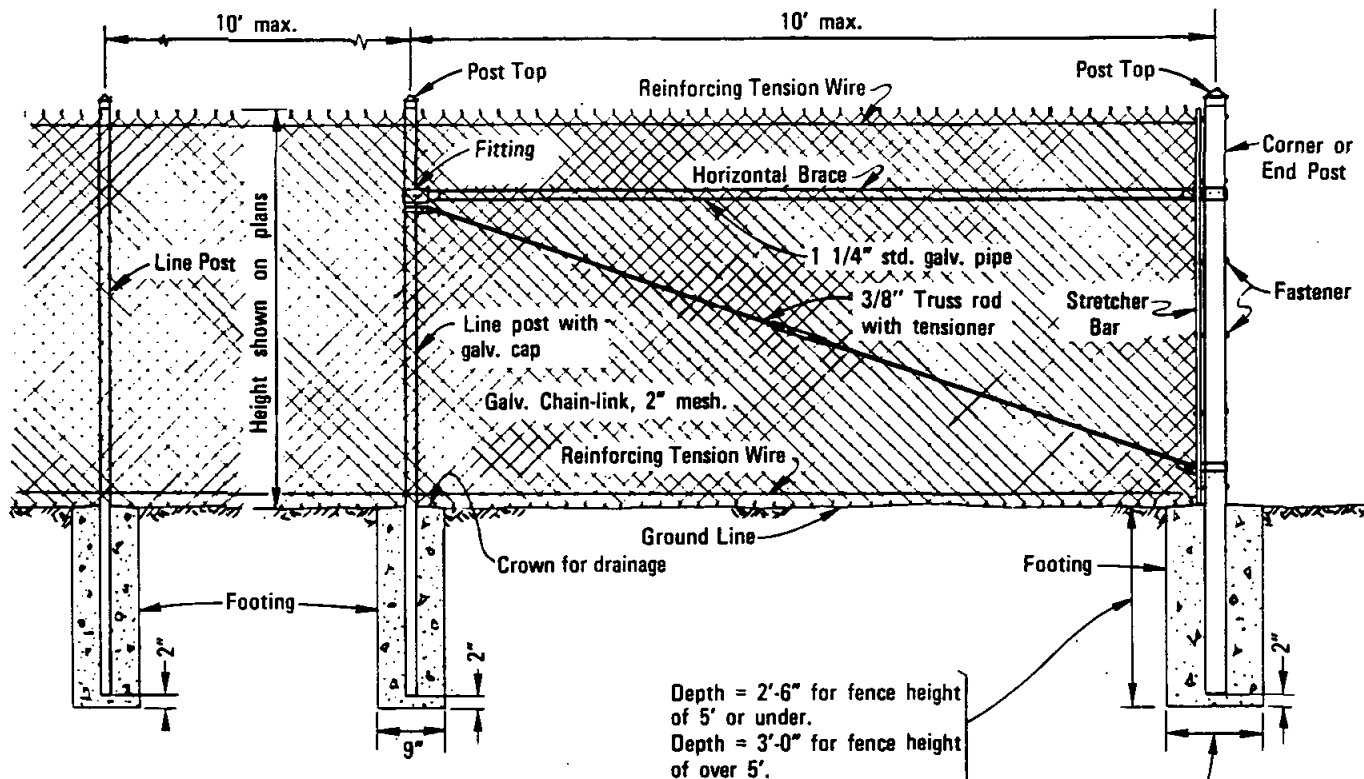 10' max.
10' max.
Post Top
Post Top
Reinforcing Tension Wire
Corner or
End Post
Fitting
Horizontal Brace
Height shown on plans
1 1/4" std. galv. pipe
Line Post
3/8" Truss rod
with tensioner
Stretcher
Bar
Fastener
Line post with
galv. cap
Galv. Chain-link, 2" mesh.
Reinforcing Tension Wire
Ground Line
Crown for drainage
Footing
Footing
2"
2"
2"
9"
Depth = 2'-6" for fence height
of 5' or under.
Depth = 3'-0" for fence height
of over 5'.